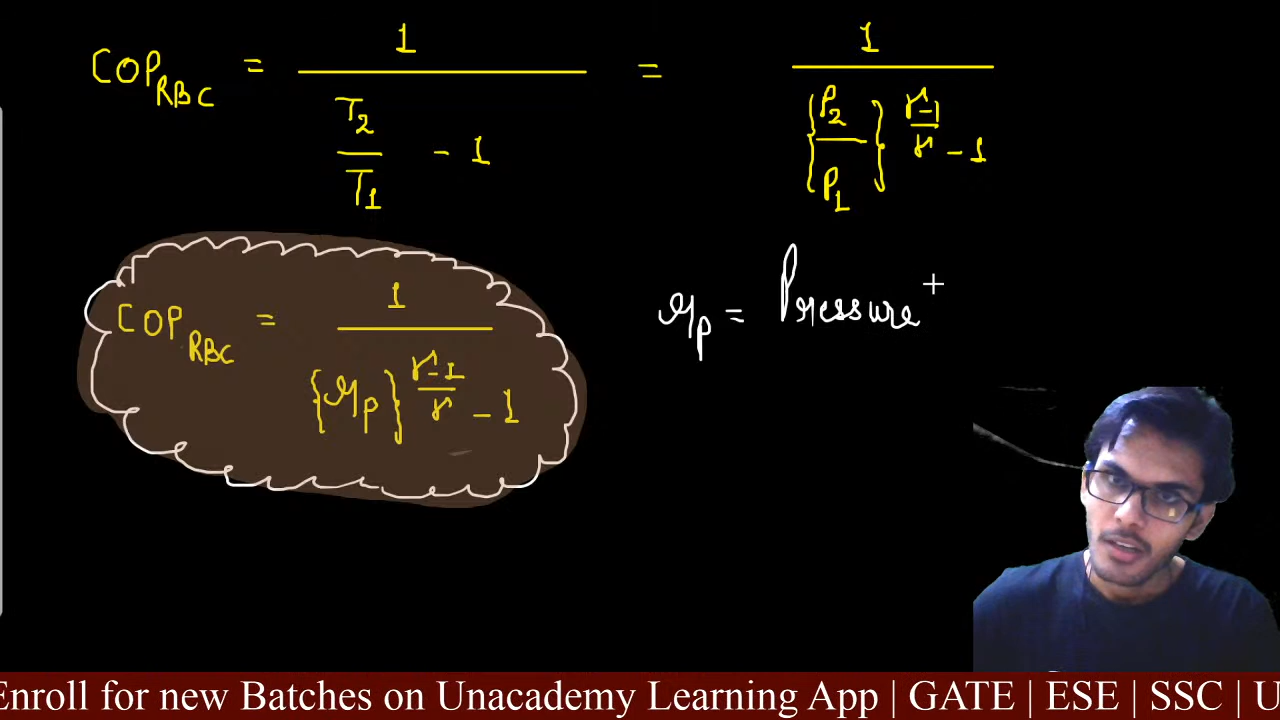 COP_RBC = 1 / (T₂/T₁ - 1) = 1 / ({P₂/P₁}^((γ-1)/γ) - 1)
COP_RBC = 1 / ({r_p}^((γ-1)/γ) - 1)
r_p = Pressure
Enroll for new Batches on Unacademy Learning App | GATE | ESE | SSC | U